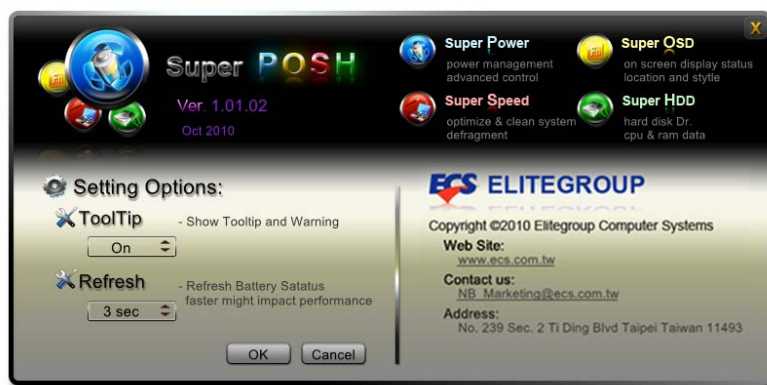 X
Super POSH
Ver. 1.01.02
Oct 2010
Super Power
power management
advanced control
Super OSD
on screen display status
location and stytle
Super Speed
optimize & clean system
defragment
Super HDD
hard disk Dr.
cpu & ram data
Setting Options:
ToolTip - Show Tooltip and Warning
On
Refresh - Refresh Battery Satatus
faster might impact performance
3 sec
OK Cancel
ECS ELITEGROUP
Copyright ©2010 Elitegroup Computer Systems
Web Site:
www.ecs.com.tw
Contact us:
NB_Marketing@ecs.com.tw
Address:
No. 239 Sec. 2 Ti Ding Blvd Taipei Taiwan 11493